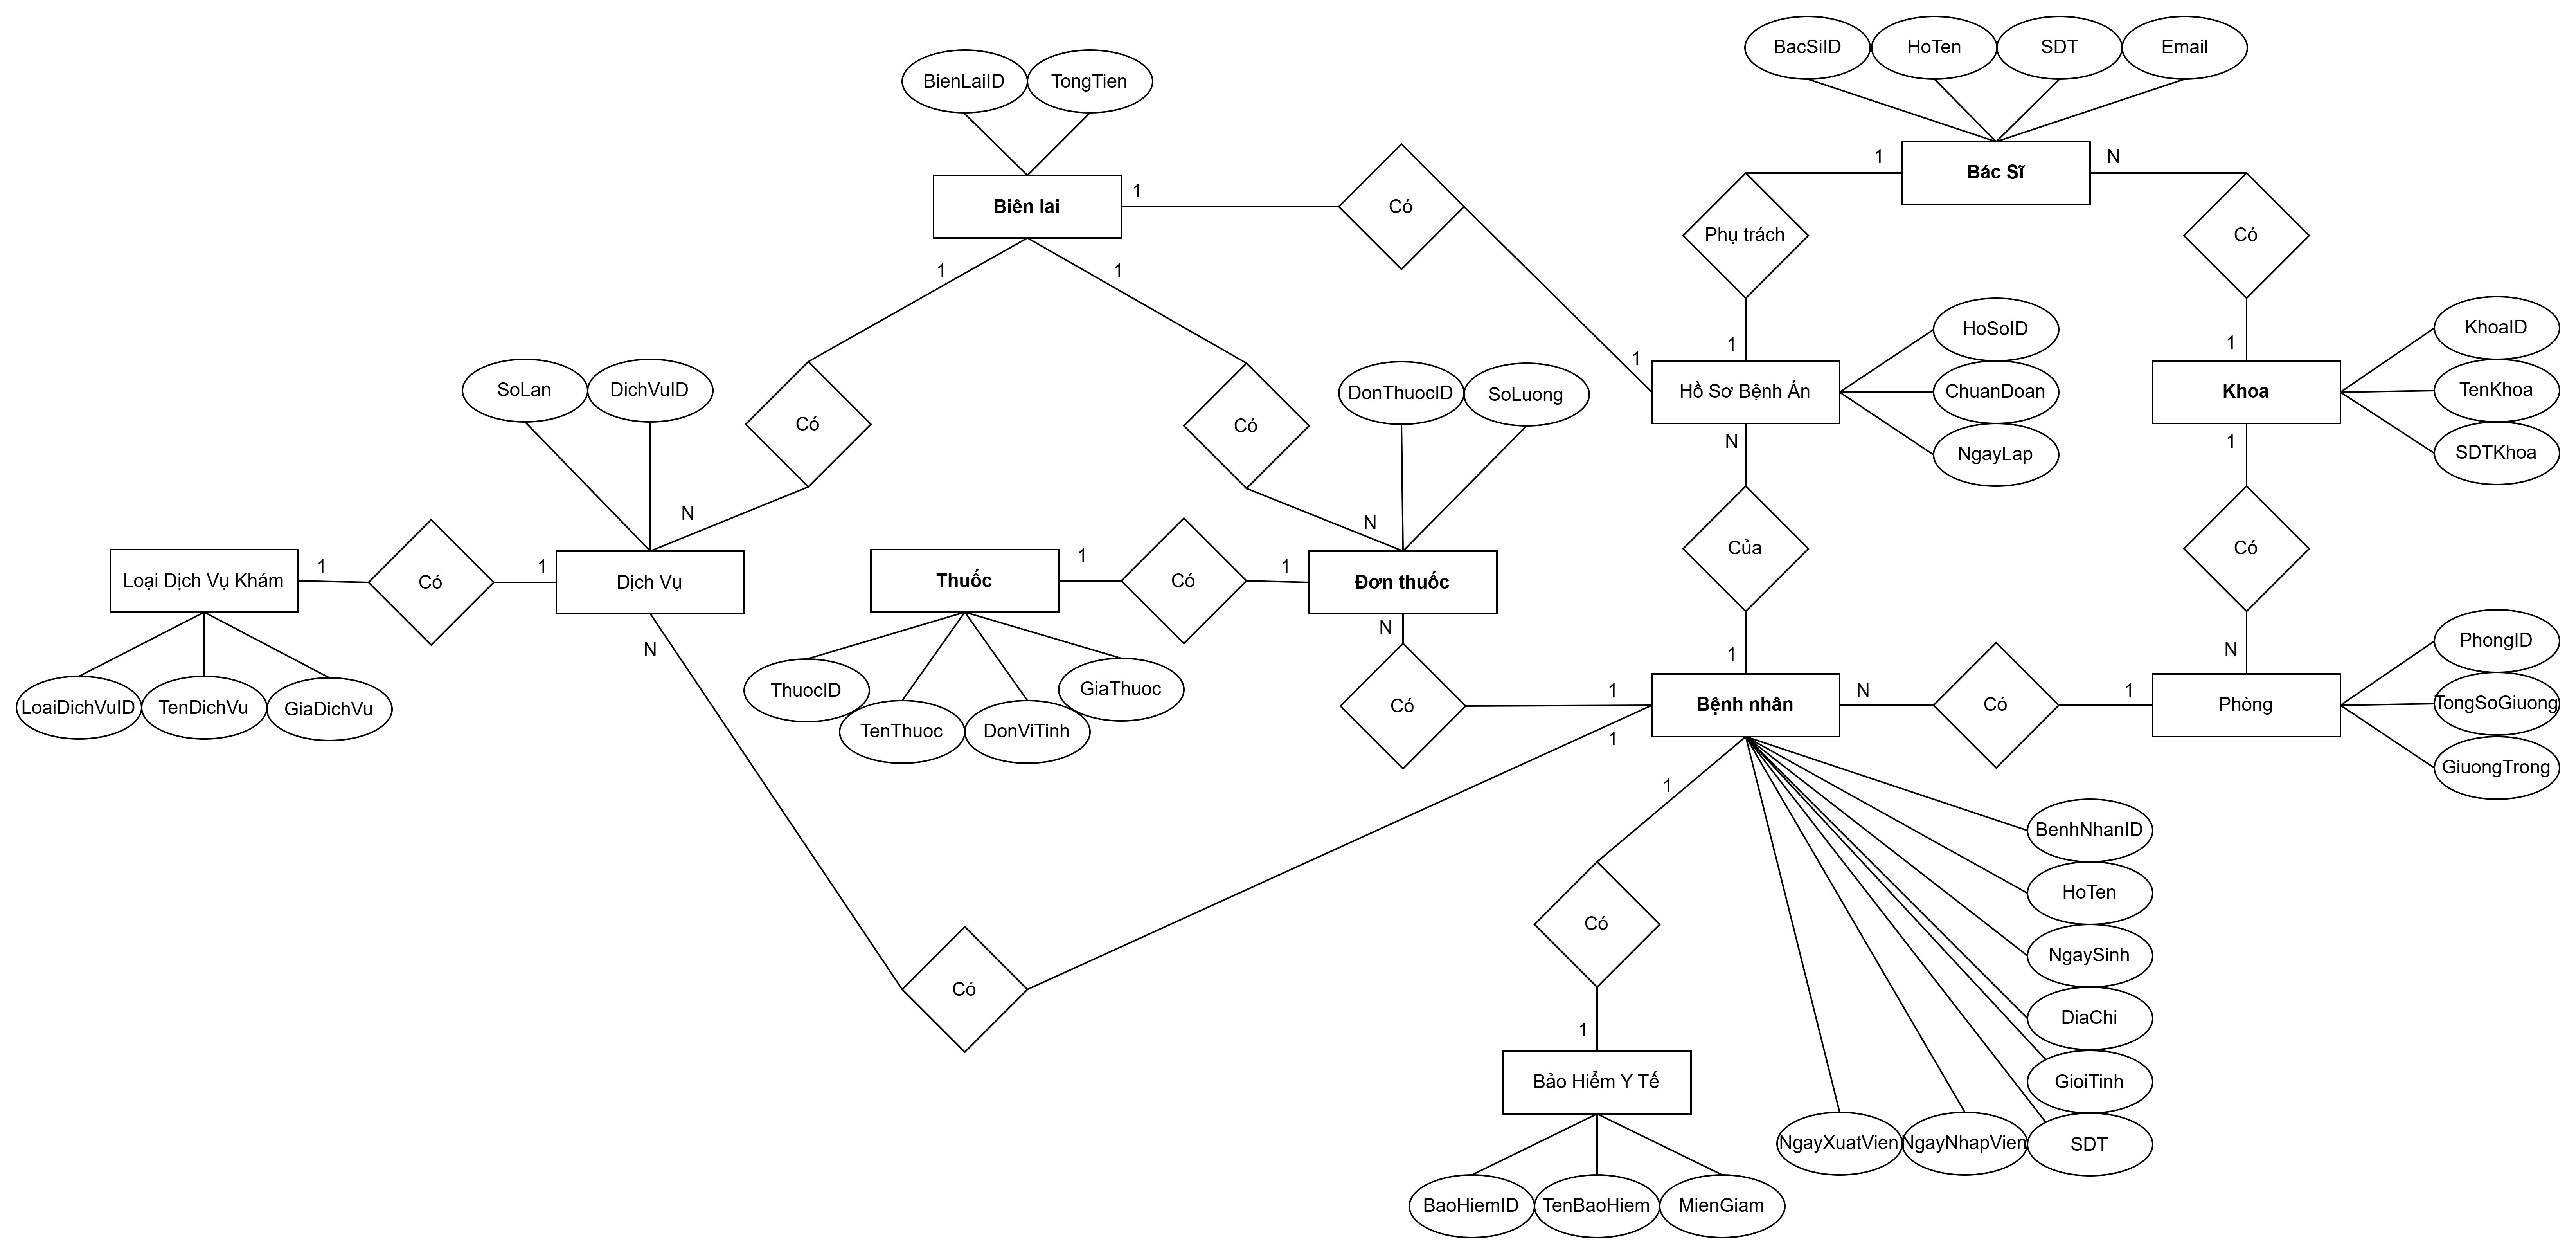 BacSiID
HoTen
SDT
Email
BienLaiID
TongTien
Bác Sĩ
1
N
Biên lai
1
Có
Phụ trách
Có
1
1
HoSoID
KhoaID
1
1
1
SoLan
DichVuID
DonThuocID
SoLuong
Hồ Sơ Bệnh Án
ChuanDoan
Khoa
TenKhoa
Có
Có
N
NgayLap
1
SDTKhoa
N
N
Loại Dịch Vụ Khám
1
Có
1
Dịch Vụ
Thuốc
1
Có
1
Đơn thuốc
Của
Có
N
N
1
N
PhongID
LoaiDichVuID
TenDichVu
GiaDichVu
ThuocID
GiaThuoc
TenThuoc
DonViTinh
Có
1
1
Bệnh nhân
N
Có
1
Phòng
TongSoGiuong
GiuongTrong
1
BenhNhanID
HoTen
Có
NgaySinh
Có
DiaChi
1
Bảo Hiểm Y Tế
GioiTinh
NgayXuatVien
NgayNhapVien
SDT
BaoHiemID
TenBaoHiem
MienGiam